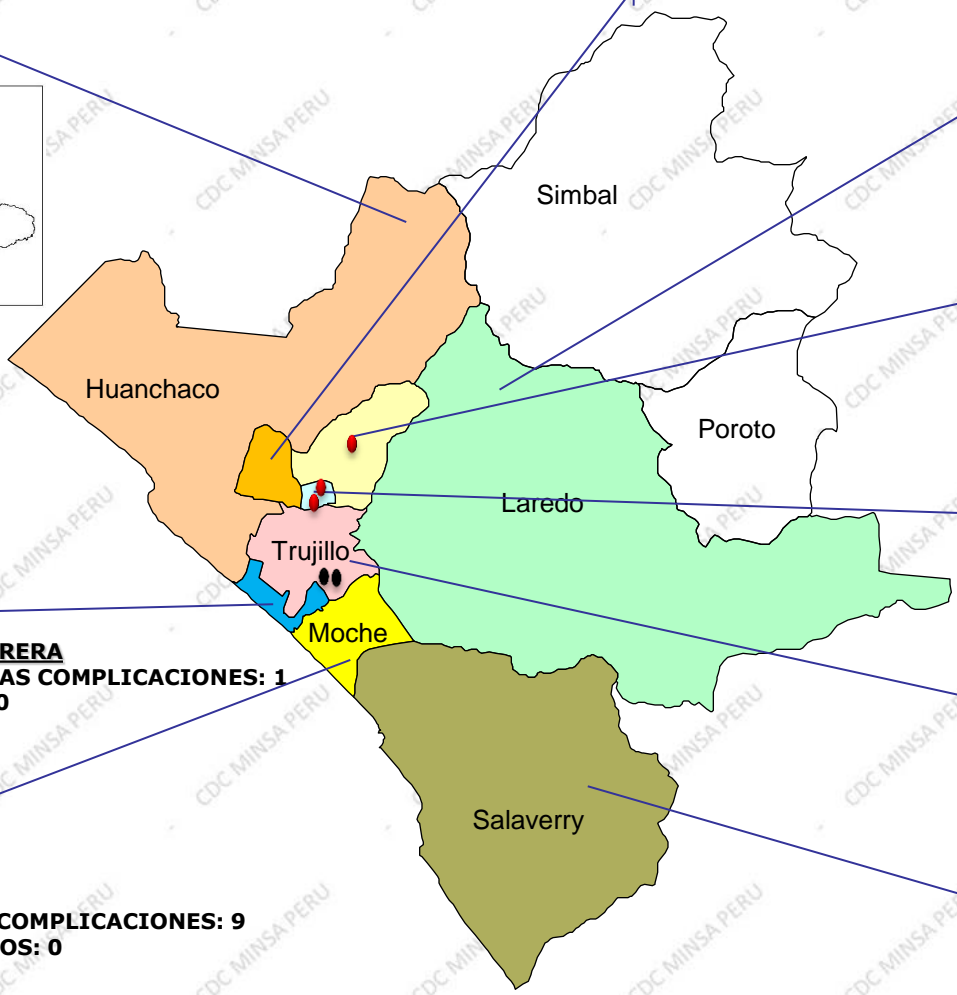 CDC MINSA PERU
Simbal
Huanchaco
Poroto
Laredo
Trujillo
Moche
RERA
AS COMPLICACIONES: 1
0
Salaverry
COMPLICACIONES: 9
OS: 0